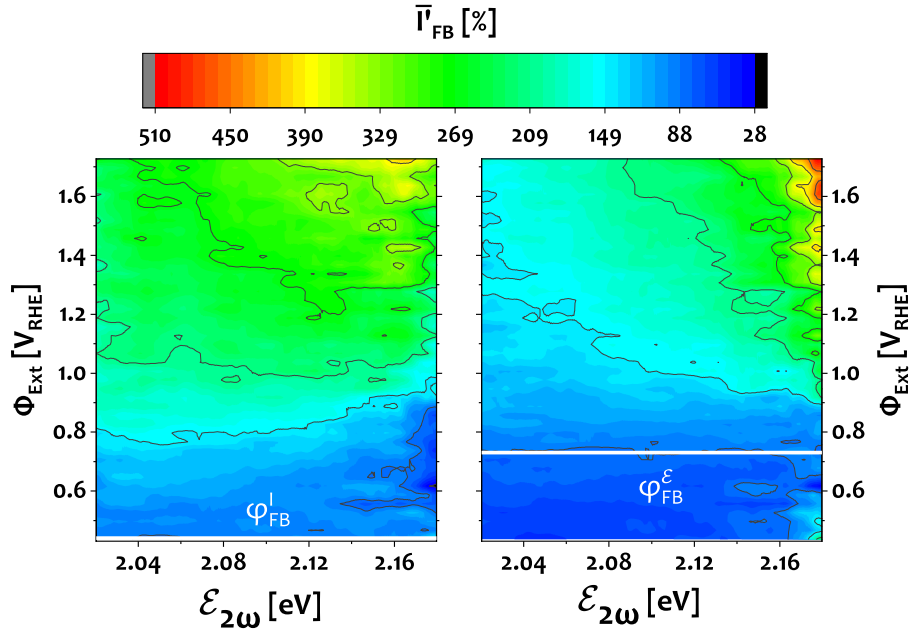 Ī'FB [%]
510 450 390 329 269 209 149 88 28
1.6 1.6
1.4 1.4
1.2 1.2
1.0 1.0
0.8 0.8
0.6 0.6
ΦExt [VRHE] ΦExt [VRHE]
φFB^I φFB^ℰ
2.04 2.08 2.12 2.16 2.04 2.08 2.12 2.16
ℰ2ω [eV] ℰ2ω [eV]